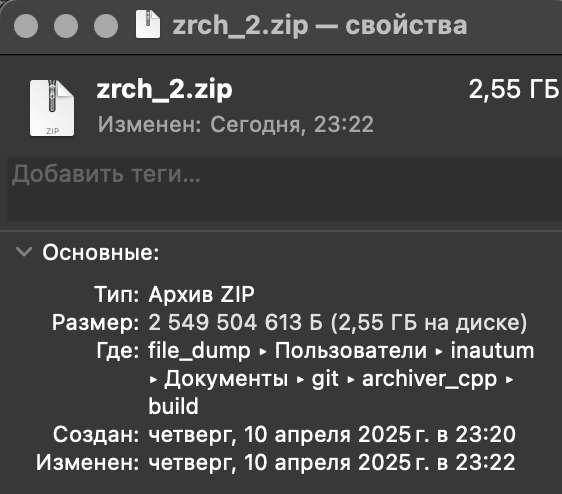 zrch_2.zip — свойства
zrch_2.zip 2,55 ГБ
Изменен: Сегодня, 23:22
ZIP
Добавить теги...
Основные:
Тип: Архив ZIP
Размер: 2 549 504 613 Б (2,55 ГБ на диске)
Где: file_dump ▸ Пользователи ▸ inautum
▸ Документы ▸ git ▸ archiver_cpp ▸
build
Создан: четверг, 10 апреля 2025 г. в 23:20
Изменен: четверг, 10 апреля 2025 г. в 23:22